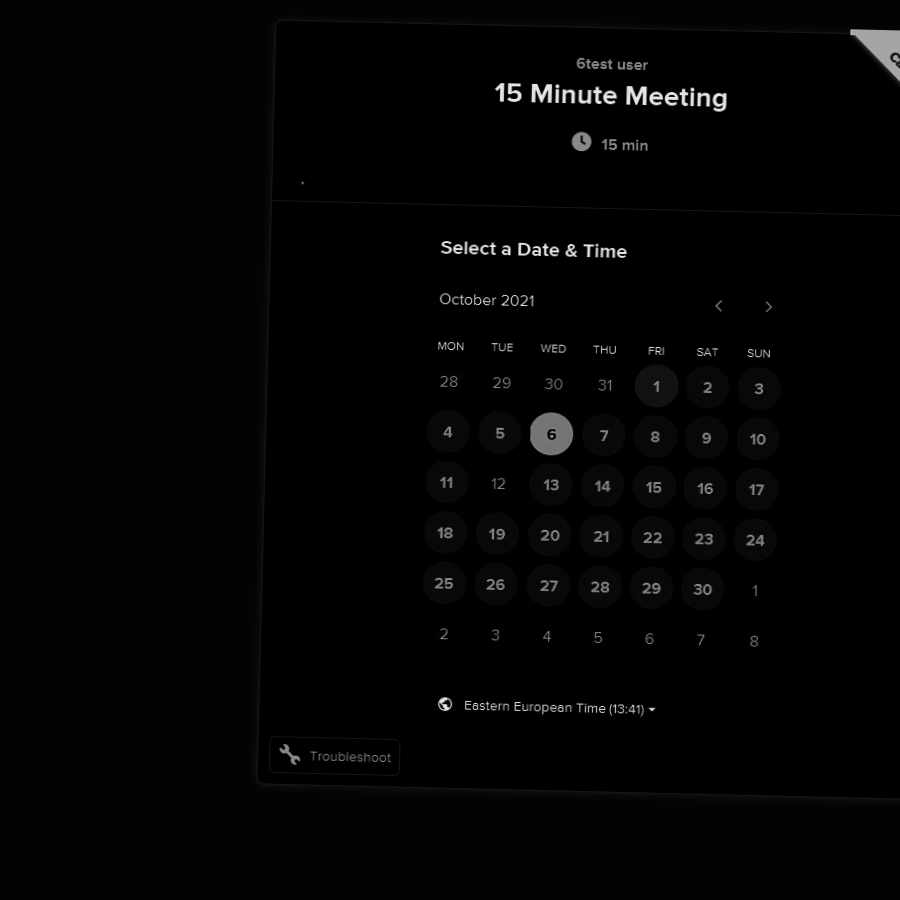 6test user
15 Minute Meeting
15 min
Select a Date & Time
October 2021
MON TUE WED THU FRI SAT SUN
28 29 30 31 1 2 3
4 5 6 7 8 9 10
11 12 13 14 15 16 17
18 19 20 21 22 23 24
25 26 27 28 29 30 1
2 3 4 5 6 7 8
Eastern European Time (13:41)
Troubleshoot